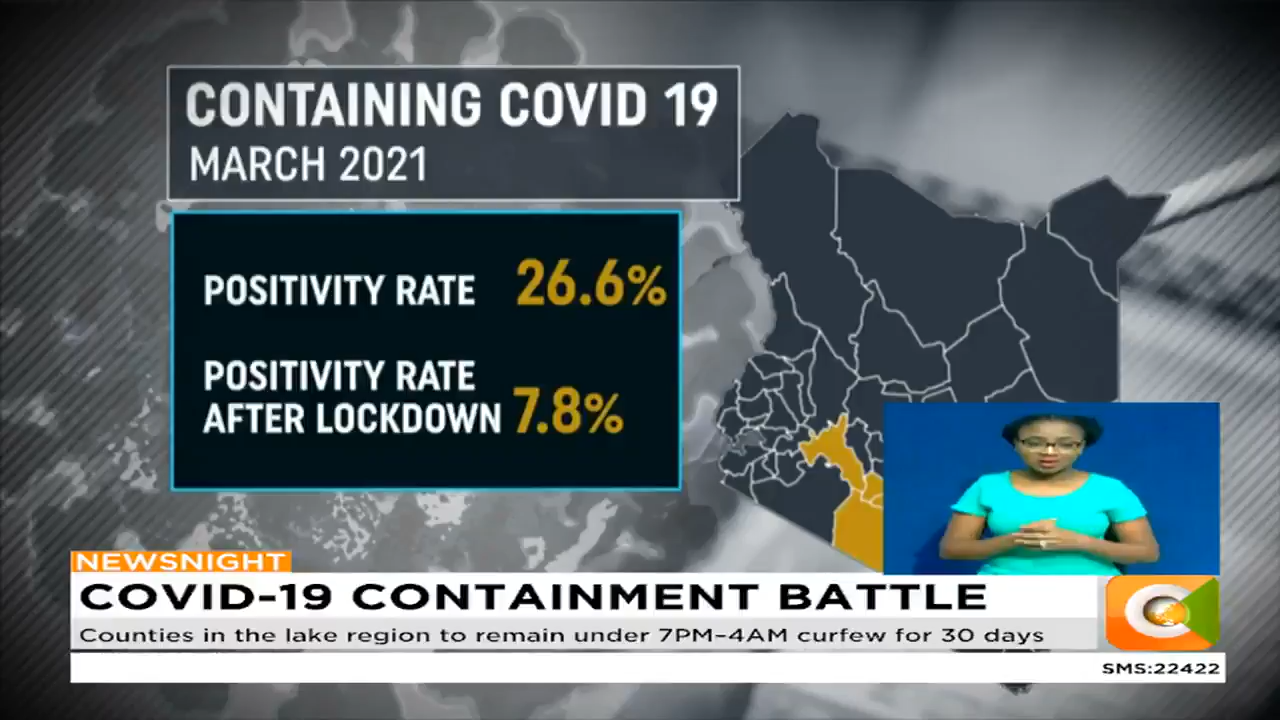 CONTAINING COVID 19
MARCH 2021
POSITIVITY RATE 26.6%
POSITIVITY RATE
AFTER LOCKDOWN 7.8%
NEWSNIGHT
COVID-19 CONTAINMENT BATTLE
Counties in the lake region to remain under 7PM-4AM curfew for 30 days
C
SMS:22422